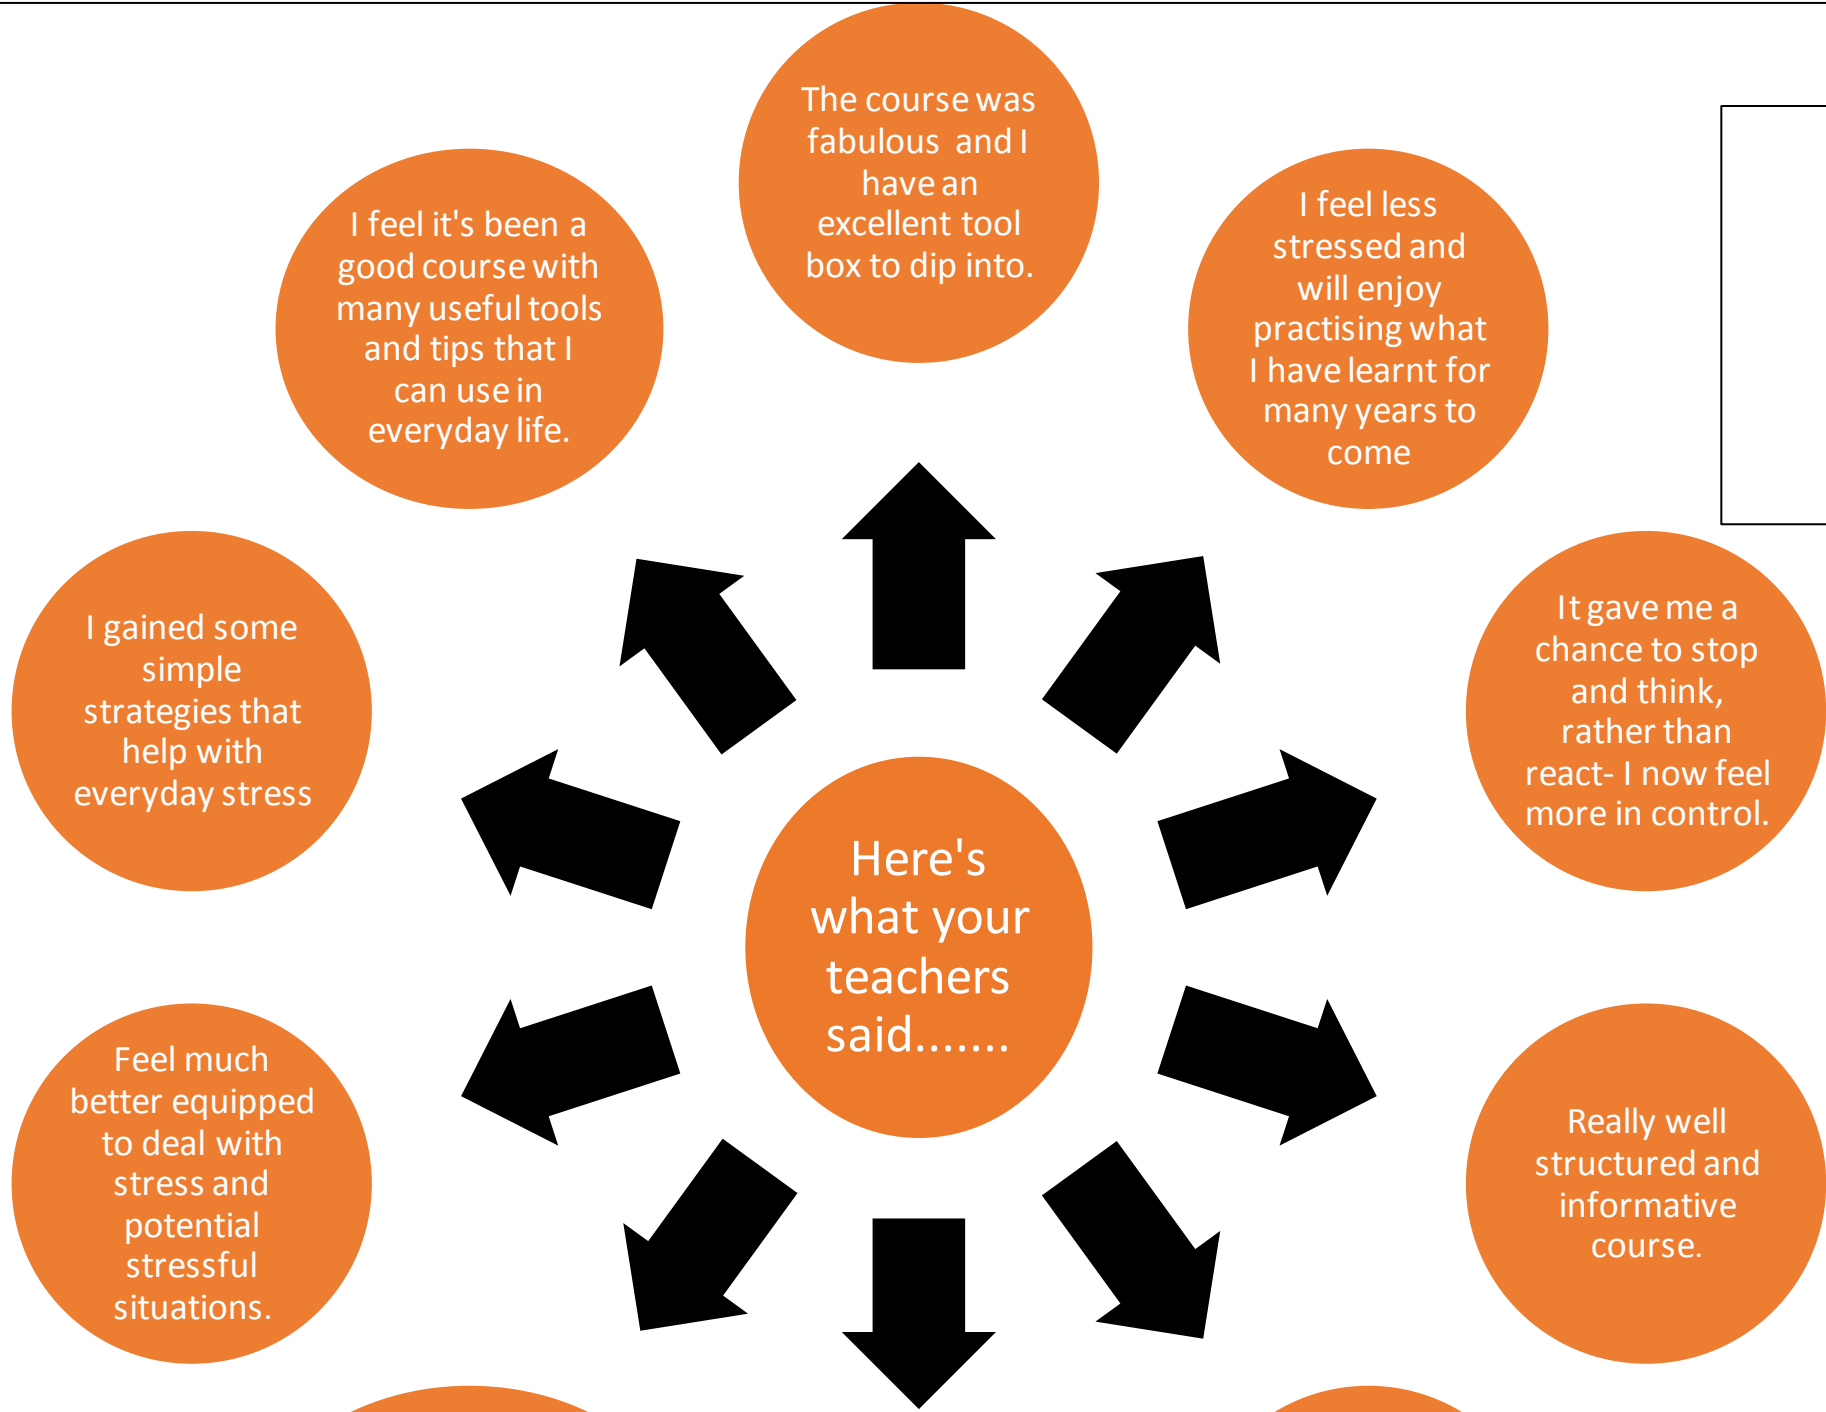 The course was
fabulous  and I
have an
excellent tool
box to dip into.
I feel less
stressed and
will enjoy
practising what
I have learnt for
many years to
come
It gave me a
chance to stop
and think,
rather than
react- I now feel
more in control.
Really well
structured and
informative
course.
Feel much
better equipped
to deal with
stress and
potential
stressful
situations.
I gained some
simple
strategies that
help with
everyday stress
I feel it's been a
good course with
many useful tools
and tips that I
can use in
everyday life.
Here's
what your
teachers
said.......